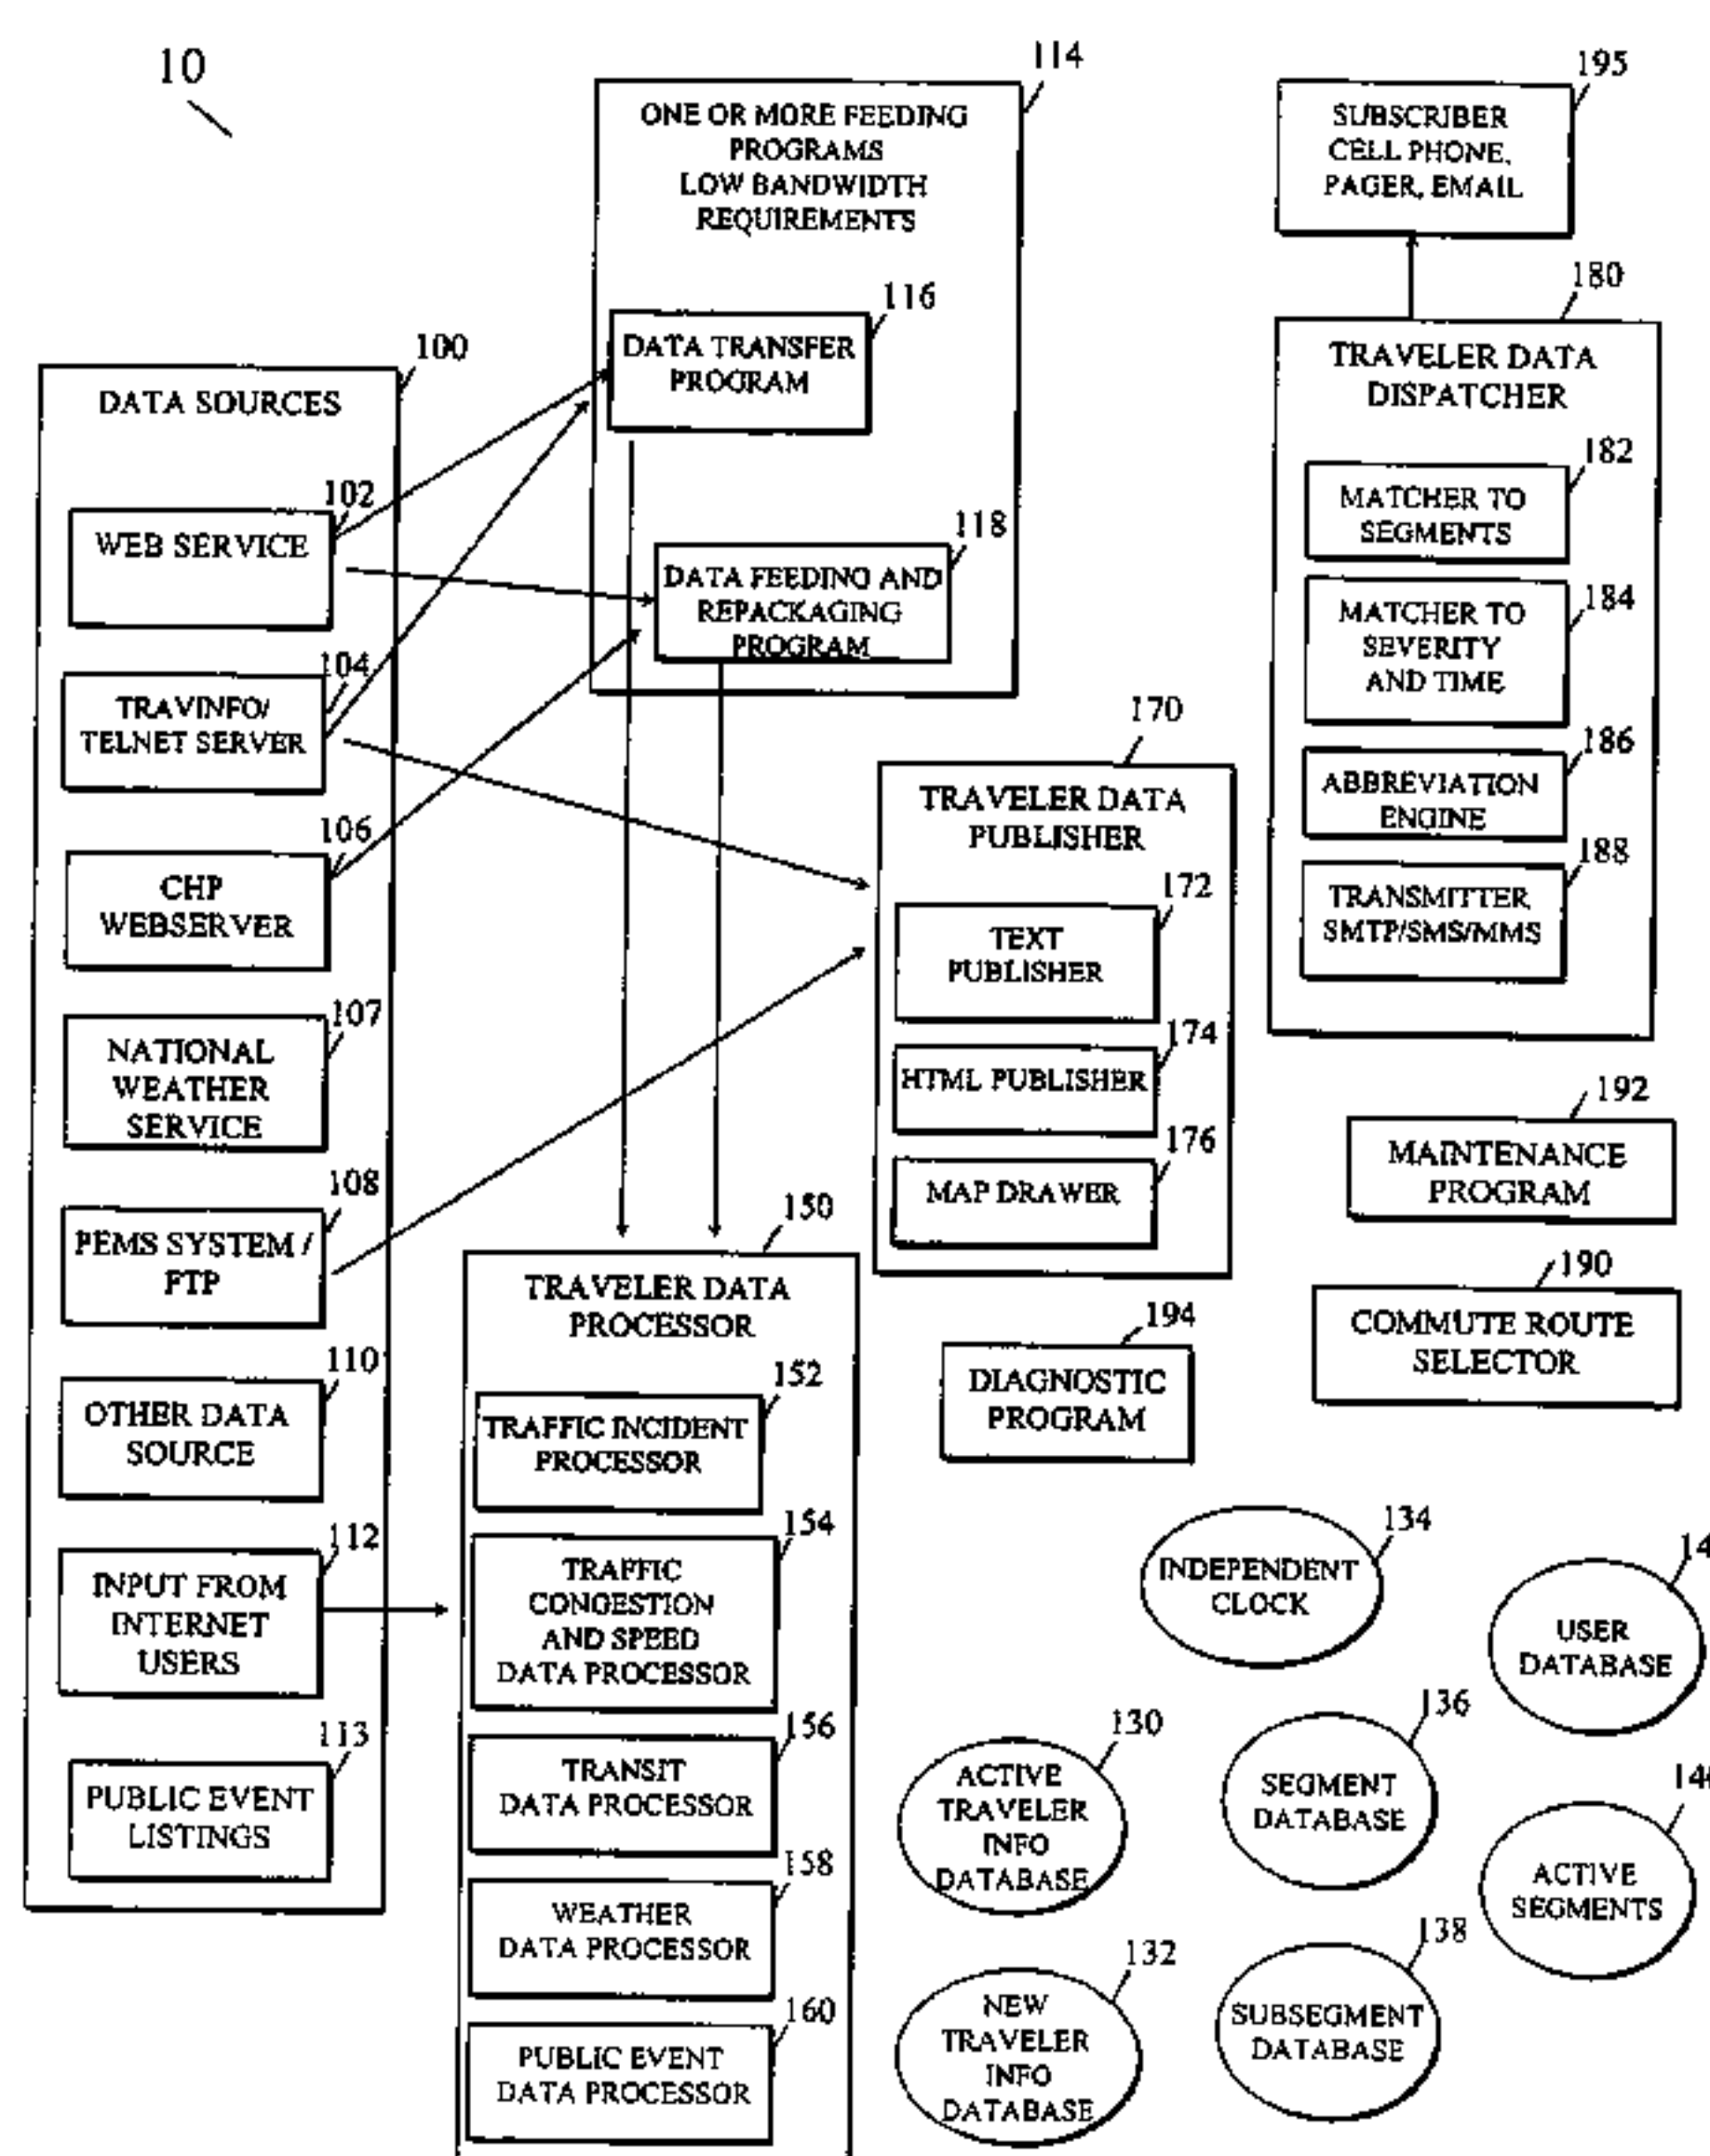 10
114
ONE OR MORE FEEDING
PROGRAMS
LOW BANDWIDTH
REQUIREMENTS
116
DATA TRANSFER
PROGRAM
118
DATA FEEDING AND
REPACKAGING
PROGRAM
195
SUBSCRIBER
CELL PHONE,
PAGER, EMAIL
180
TRAVELER DATA
DISPATCHER
182
MATCHER TO
SEGMENTS
184
MATCHER TO
SEVERITY
AND TIME
186
ABBREVIATION
ENGINE
188
TRANSMITTER
SMTP/SMS/MMS
100
DATA SOURCES
102
WEB SERVICE
104
TRAVINFO/
TELNET SERVER
106
CHP
WEBSERVER
107
NATIONAL
WEATHER
SERVICE
108
PEMS SYSTEM /
FTP
110
OTHER DATA
SOURCE
112
INPUT FROM
INTERNET
USERS
113
PUBLIC EVENT
LISTINGS
170
TRAVELER DATA
PUBLISHER
172
TEXT
PUBLISHER
174
HTML PUBLISHER
176
MAP DRAWER
192
MAINTENANCE
PROGRAM
190
COMMUTE ROUTE
SELECTOR
194
DIAGNOSTIC
PROGRAM
150
TRAVELER DATA
PROCESSOR
152
TRAFFIC INCIDENT
PROCESSOR
154
TRAFFIC
CONGESTION
AND SPEED
DATA PROCESSOR
156
TRANSIT
DATA PROCESSOR
158
WEATHER
DATA PROCESSOR
160
PUBLIC EVENT
DATA PROCESSOR
134
INDEPENDENT
CLOCK
USER
DATABASE
130
ACTIVE
TRAVELER
INFO
DATABASE
136
SEGMENT
DATABASE
ACTIVE
SEGMENTS
132
NEW
TRAVELER
INFO
DATABASE
138
SUBSEGMENT
DATABASE